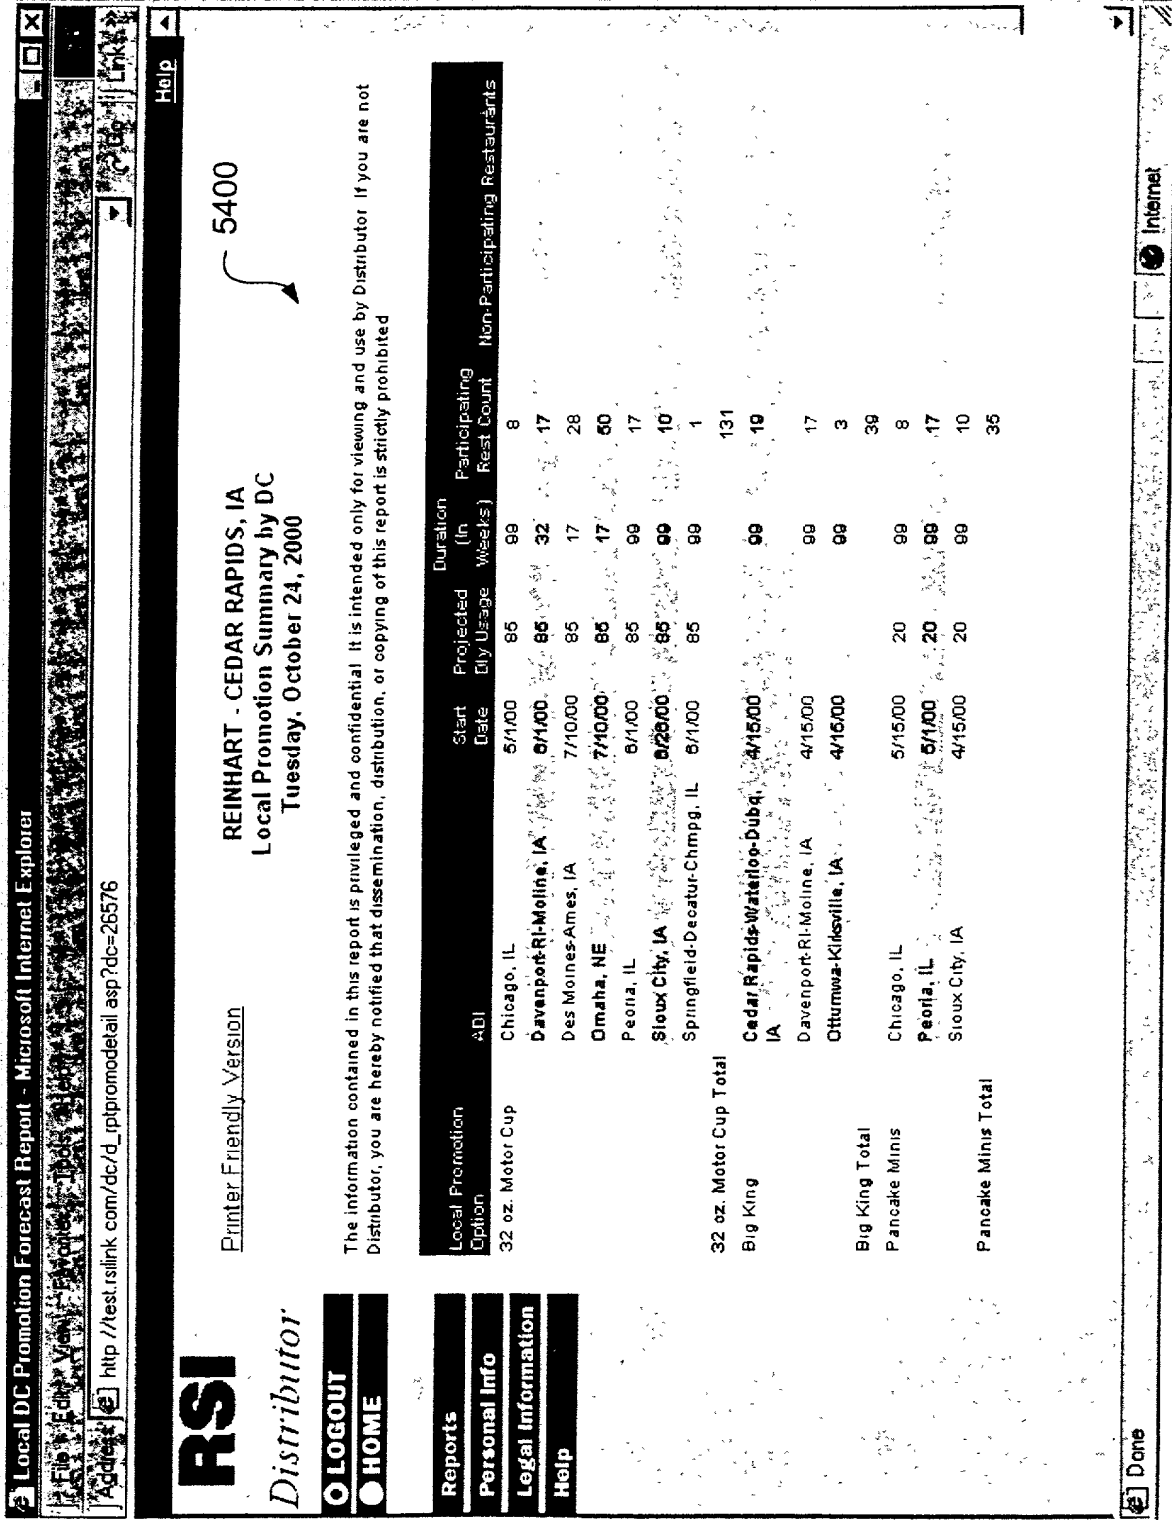 Local DC Promotion Forecast Report - Microsoft Internet Explorer
File Edit View Favorites Tools Help
Address http //test.rsilink com/dc/d_rptpromodetail asp?dc=26576 Go Links »
Help
RSI
Distributor
LOGOUT
HOME
Reports
Personal Info
Legal Information
Help
Printer Friendly Version
REINHART - CEDAR RAPIDS, IA
Local Promotion Summary by DC
Tuesday, October 24, 2000
5400
The information contained in this report is privileged and confidential It is intended only for viewing and use by Distributor If you are not
Distributor, you are hereby notified that dissemination, distribution, or copying of this report is strictly prohibited
Local Promotion Option ADI Start Date Projected Dly Usage Duration (In Weeks) Participating Rest Count Non-Participating Restaurants
32 oz. Motor Cup Chicago, IL 5/1/00 85 99 8
Davenport-RI-Moline, IA 6/1/00 85 32 17
Des Moines-Ames, IA 7/10/00 85 17 28
Omaha, NE 7/10/00 85 17 50
Peoria, IL 6/1/00 85 99 17
Sioux City, IA 6/26/00 85 99 10
Springfield-Decatur-Chmpg, IL 6/1/00 85 99 1
32 oz. Motor Cup Total 131
Big King Cedar Rapids-Waterloo-Dubq, IA 4/15/00 99 19
Davenport-RI-Moline, IA 4/15/00 99 17
Ottumwa-Kirksville, IA 4/15/00 99 3
Big King Total 39
Pancake Minis Chicago, IL 5/15/00 20 99 8
Peoria, IL 5/1/00 20 99 17
Sioux City, IA 4/15/00 20 99 10
Pancake Minis Total 35
Done
Internet